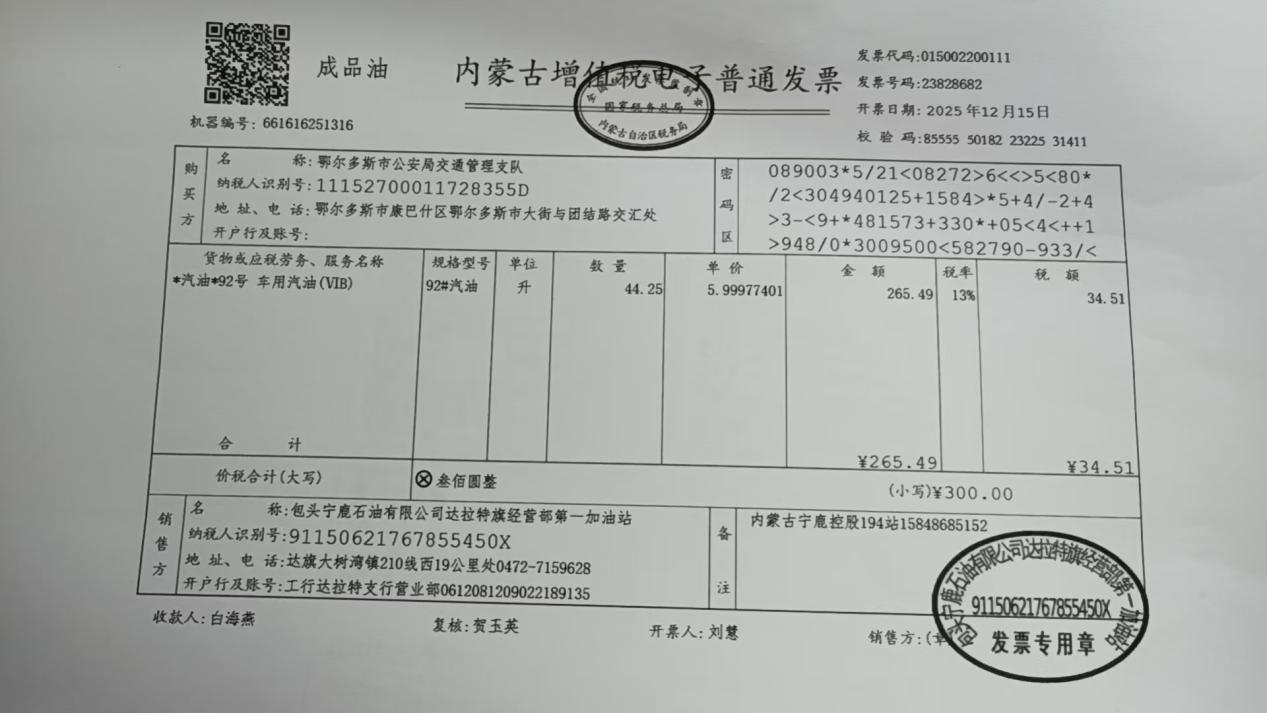 成品油
内蒙古增值税电子普通发票
全国统一发票监制章
国家税务总局
内蒙古自治区税务局
机器编号: 661616251316
发票代码:015002200111
发票号码:23828682
开票日期: 2025年12月15日
校 验 码:85555 50182 23225 31411
购买方
名 称: 鄂尔多斯市公安局交通管理支队
纳税人识别号: 11152700011728355D
地 址、电 话: 鄂尔多斯市康巴什区鄂尔多斯市大街与团结路交汇处
开户行及账号:
密码区
089003*5/21<08272>6<<>5<80*
/2<304940125+1584>*5+4/-2+4
>3-<9+*481573+330*+05<4<++1
>948/0*3009500<582790-933/<
货物或应税劳务、服务名称 规格型号 单位 数 量 单 价 金 额 税率 税 额
*汽油*92号 车用汽油(VIB) 92#汽油 升 44.25 5.99977401 265.49 13% 34.51
合 计 ¥265.49 ¥34.51
价税合计(大写) ⊗叁佰圆整 (小写)¥300.00
销售方
名 称:包头宁鹿石油有限公司达拉特旗经营部第一加油站
纳税人识别号:91150621767855450X
地 址、电 话:达旗大树湾镇210线西19公里处0472-7159628
开户行及账号:工行达拉特支行营业部0612081209022189135
备注
内蒙古宁鹿控股194站15848685152
收款人: 白海燕 复核: 贺玉英 开票人: 刘慧 销售方:(章
包头宁鹿石油有限公司达拉特旗经营部第一加油站
91150621767855450X
发票专用章